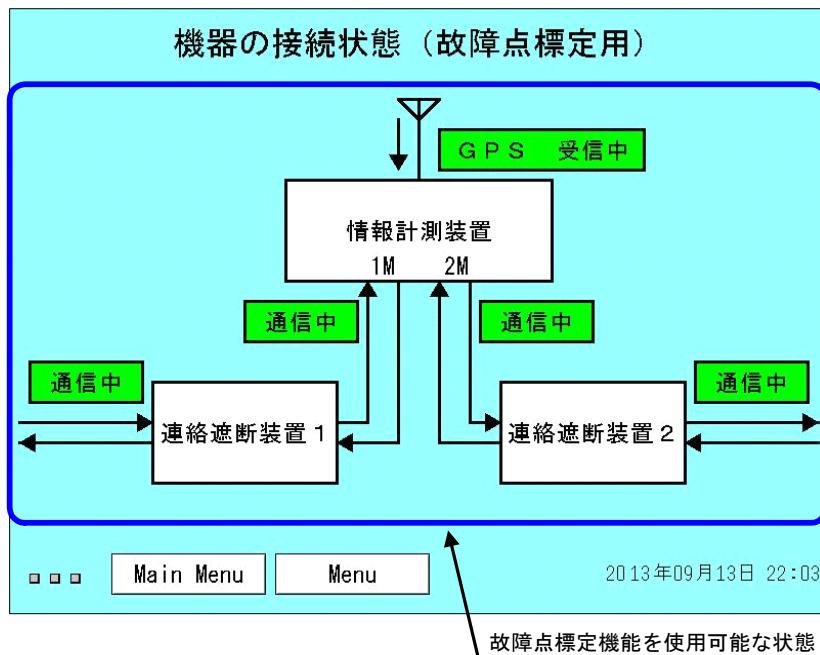 機器の接続状態（故障点標定用）
GPS 受信中
情報計測装置
1M 2M
通信中 通信中
通信中 通信中
連絡遮断装置1 連絡遮断装置2
Main Menu Menu 2013年09月13日 22:03
故障点標定機能を使用可能な状態